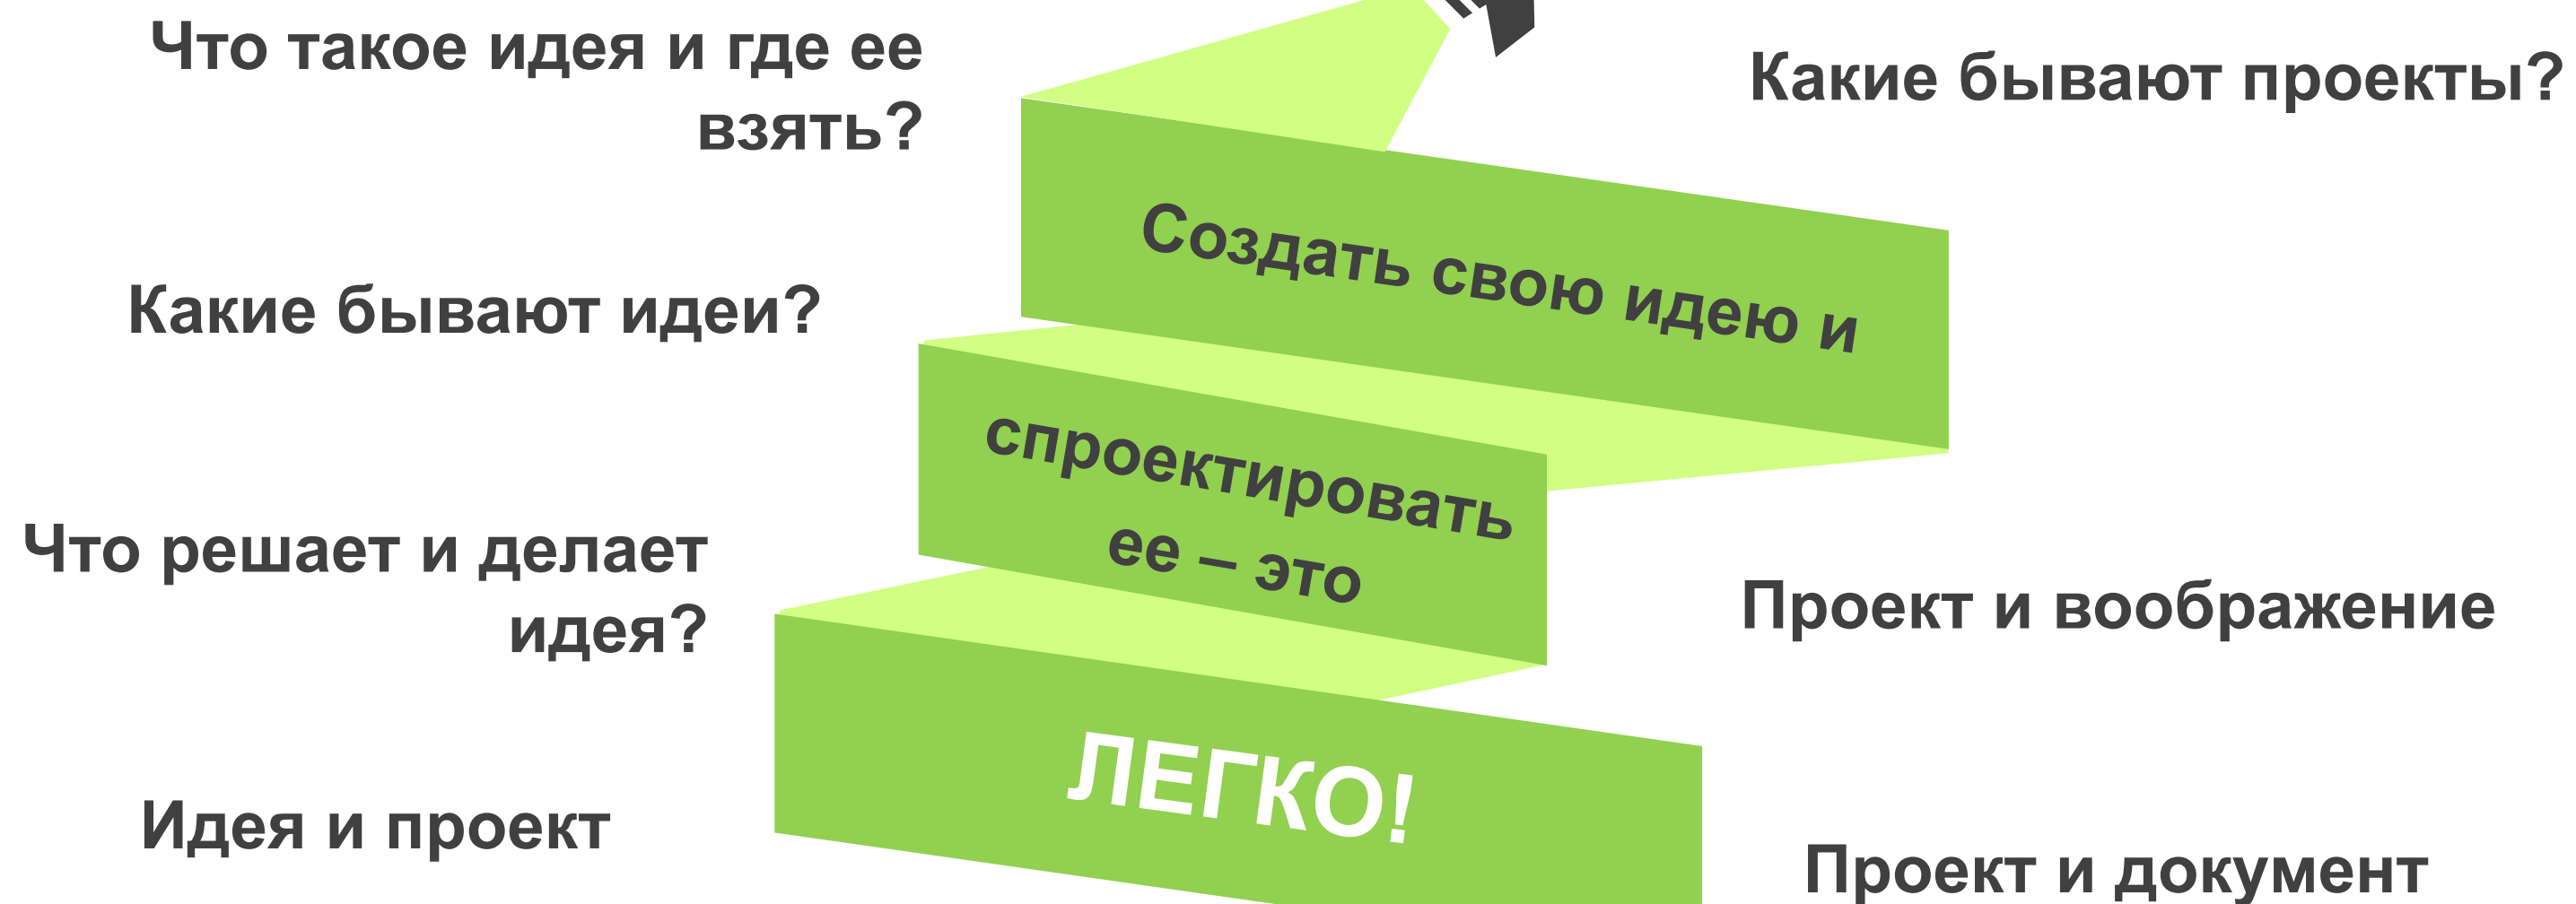 Что такое идея и где ее
взять?
Какие бывают идеи?
Что решает и делает
идея?
Идея и проект
Создать свою идею и
спроектировать
ее – это
ЛЕГКО!
Какие бывают проекты?
Проект и воображение
Проект и документ